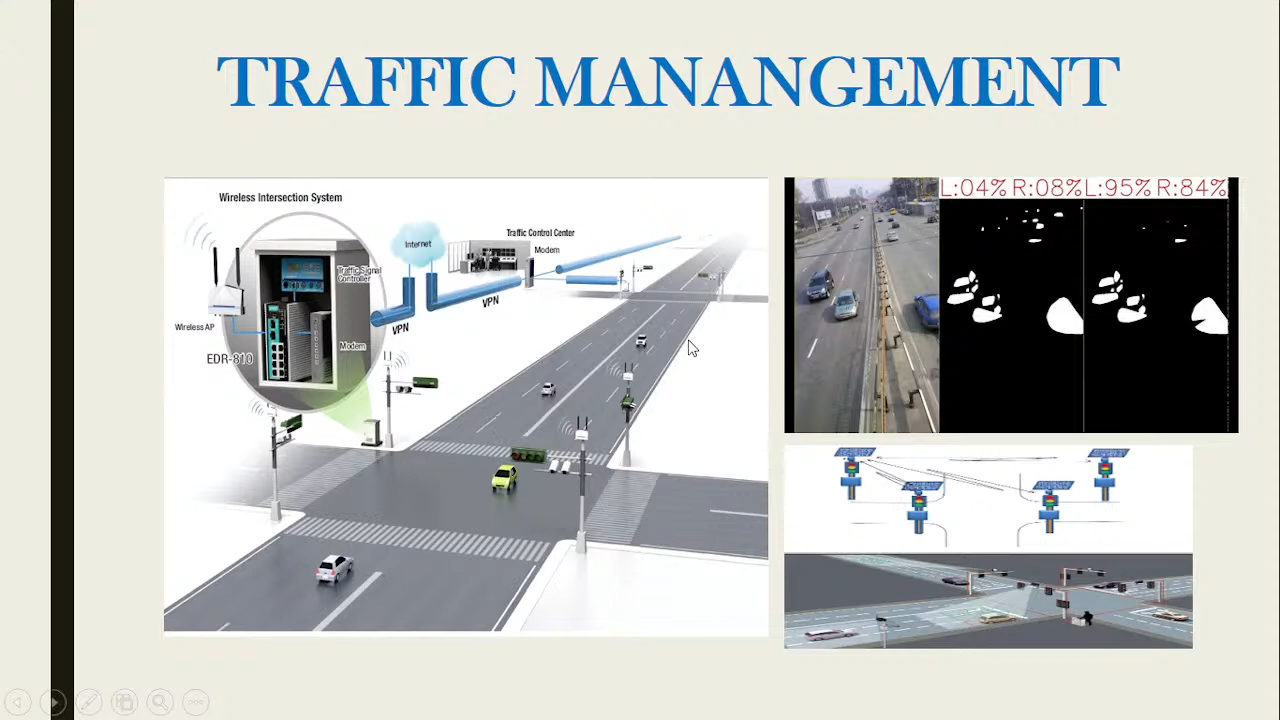 TRAFFIC MANANGEMENT
Wireless Intersection System
Internet
Traffic Control Center
Modem
Traffic Signal
Controller
VPN
VPN
Wireless AP
EDR-810
Modem
L:04% R:08% L:95% R:84%